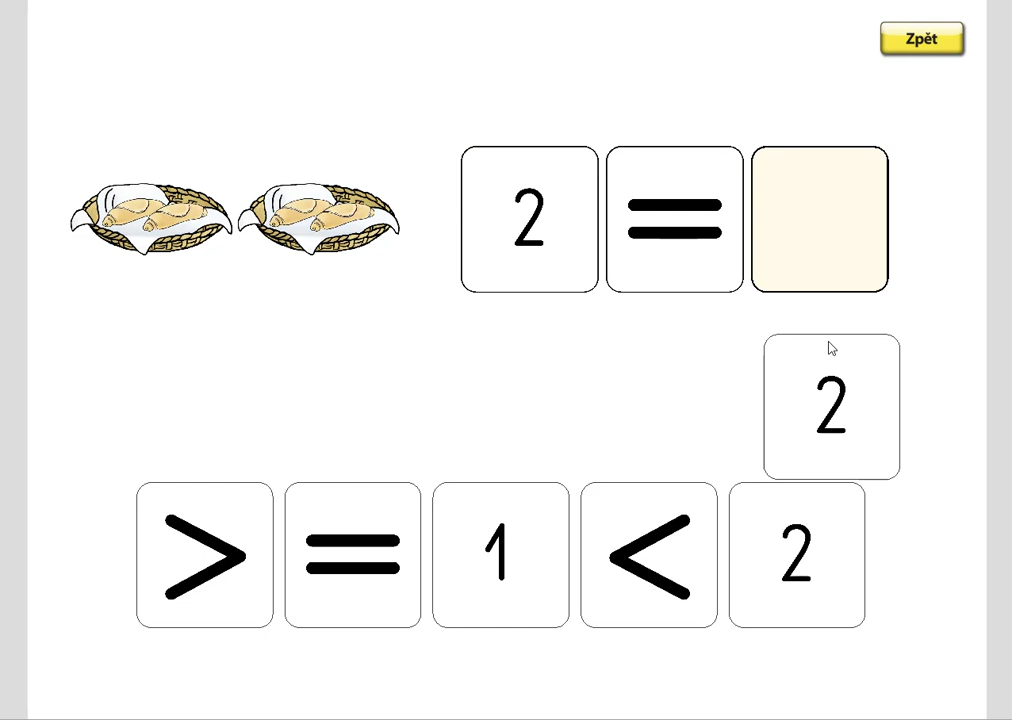 Zpět
2 =
2
> = 1 < 2